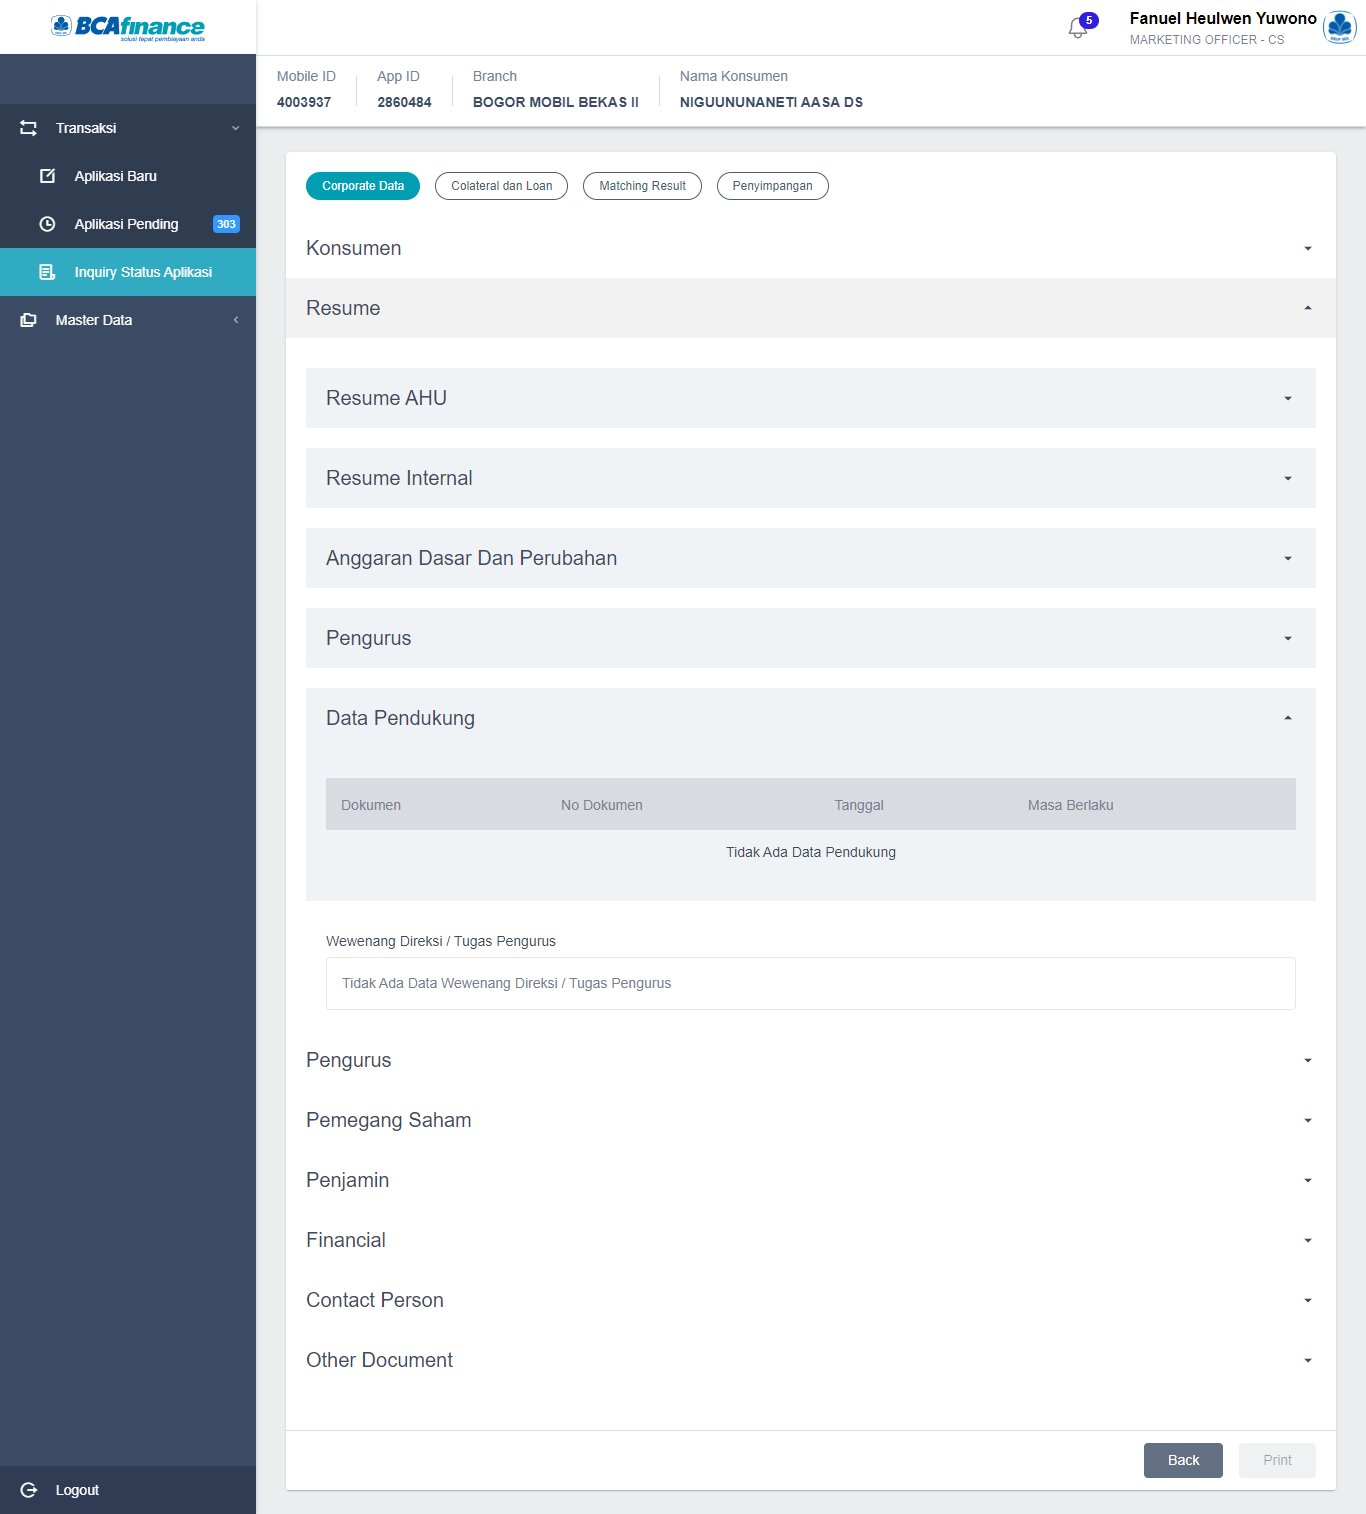 BCAfinance
solusi tepat pembiayaan anda
5
Fanuel Heulwen Yuwono
MARKETING OFFICER - CS
Mobile ID
4003937
App ID
2860484
Branch
BOGOR MOBIL BEKAS II
Nama Konsumen
NIGUUNUNANETI AASA DS
Transaksi
Aplikasi Baru
Aplikasi Pending
303
Inquiry Status Aplikasi
Master Data
Logout
Corporate Data
Colateral dan Loan
Matching Result
Penyimpangan
Konsumen
Resume
Resume AHU
Resume Internal
Anggaran Dasar Dan Perubahan
Pengurus
Data Pendukung
Dokumen No Dokumen Tanggal Masa Berlaku
Tidak Ada Data Pendukung
Wewenang Direksi / Tugas Pengurus
Tidak Ada Data Wewenang Direksi / Tugas Pengurus
Pengurus
Pemegang Saham
Penjamin
Financial
Contact Person
Other Document
Back
Print